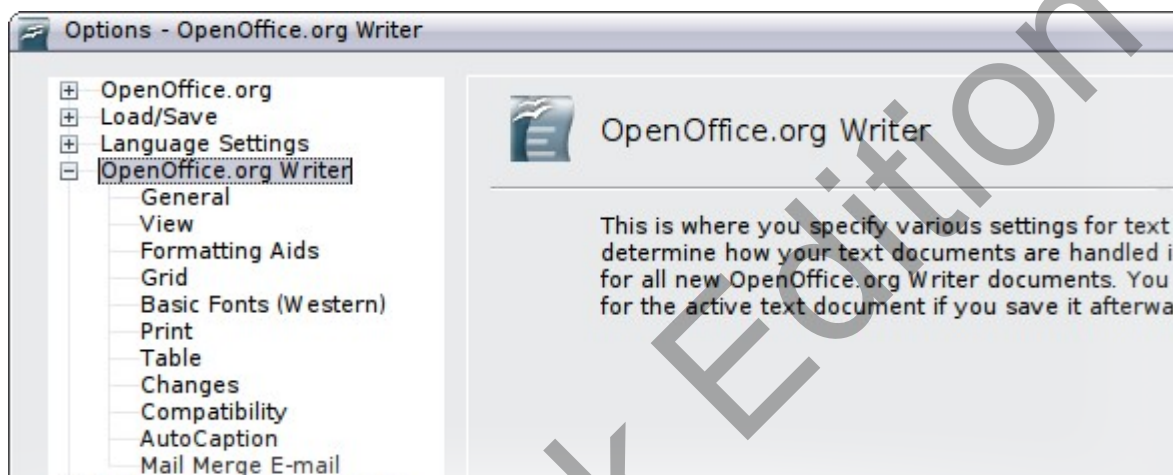 Options - OpenOffice.org Writer
OpenOffice.org
Load/Save
Language Settings
OpenOffice.org Writer
General
View
Formatting Aids
Grid
Basic Fonts (Western)
Print
Table
Changes
Compatibility
AutoCaption
Mail Merge E-mail
OpenOffice.org Writer
This is where you specify various settings for text
determine how your text documents are handled i
for all new OpenOffice.org Writer documents. You
for the active text document if you save it afterwa
k Edition